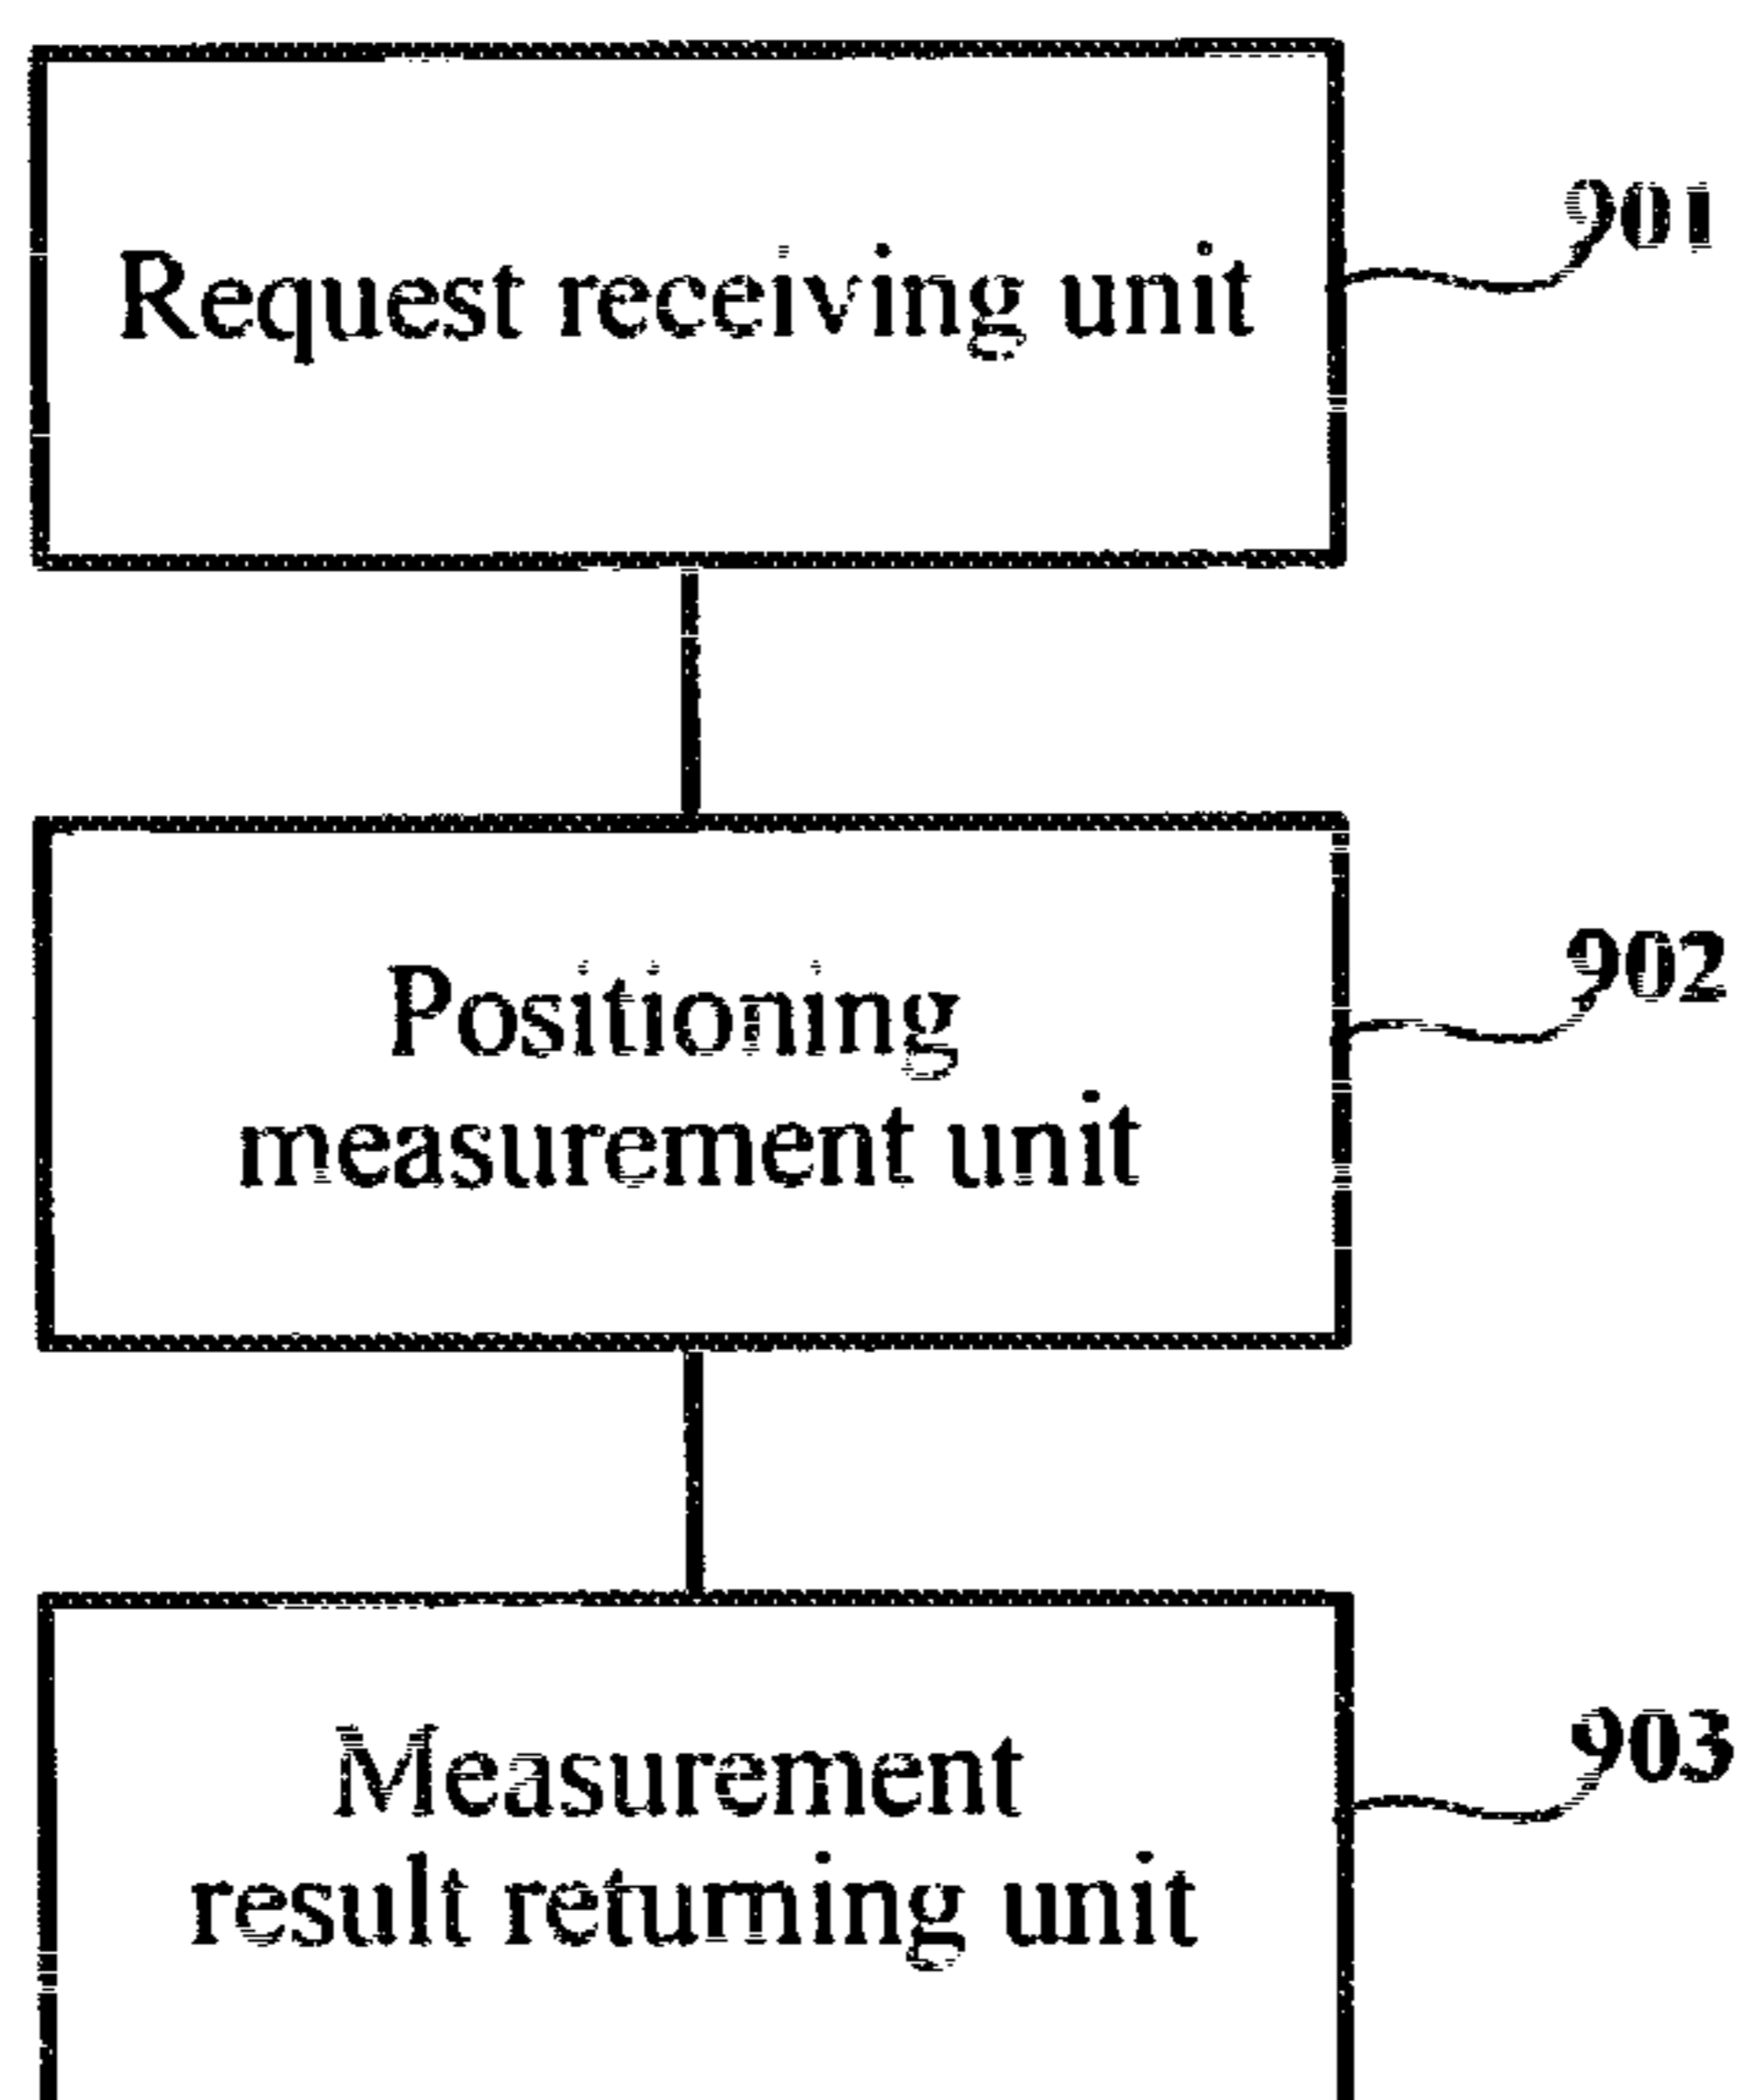 Request receiving unit
901
Positioning
measurement unit
902
Measurement
result returning unit
903